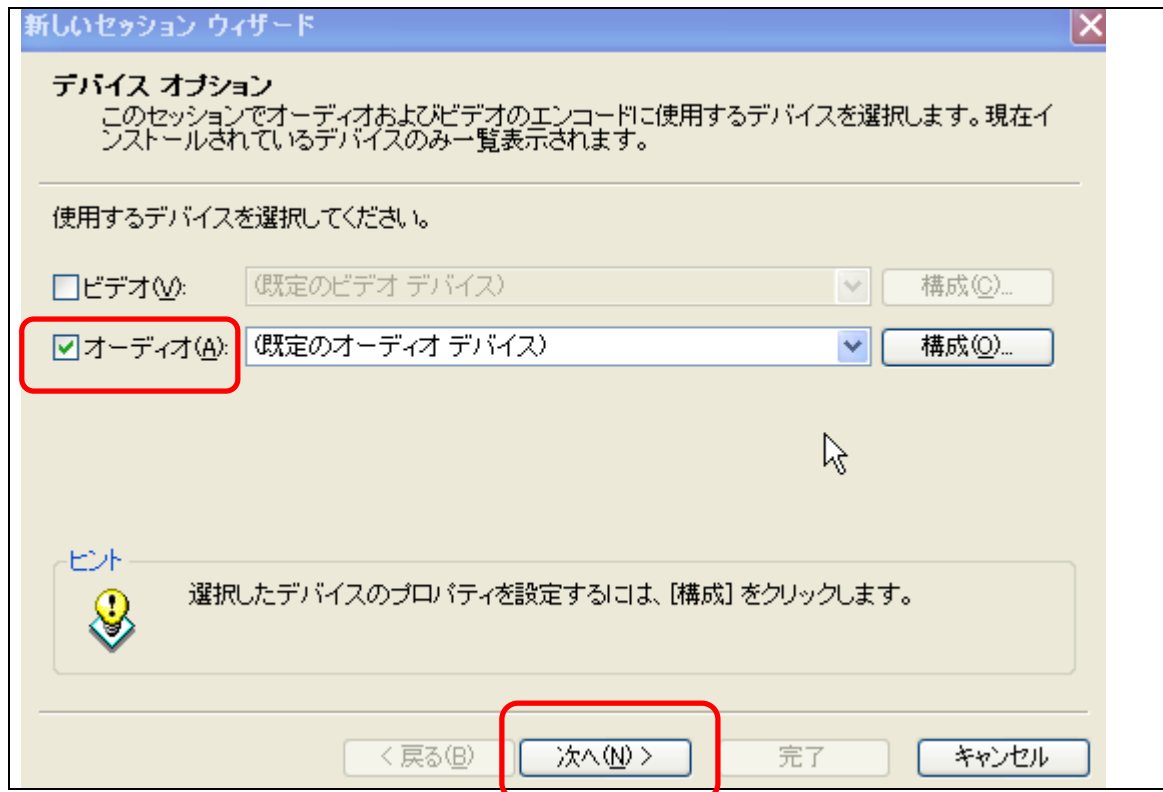 新しいセッション ウィザード
デバイス オプション
このセッションでオーディオおよびビデオのエンコードに使用するデバイスを選択します。現在イ
ンストールされているデバイスのみ一覧表示されます。
使用するデバイスを選択してください。
ビデオ(V): (既定のビデオ デバイス) 構成(C)...
オーディオ(A): (既定のオーディオ デバイス) 構成(O)...
ヒント
選択したデバイスのプロパティを設定するには、[構成] をクリックします。
< 戻る(B) 次へ(N) > 完了 キャンセル